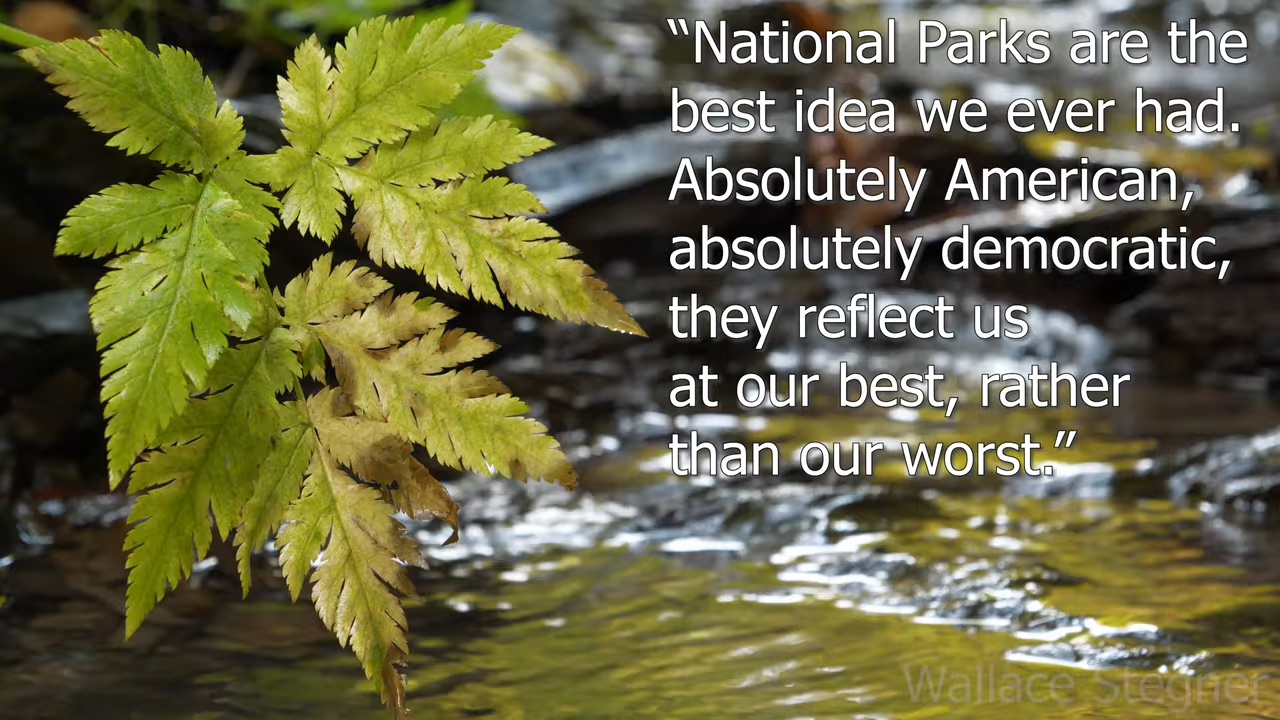 “National Parks are the
best idea we ever had.
Absolutely American,
absolutely democratic,
they reflect us
at our best, rather
than our worst.”
Wallace Stegner